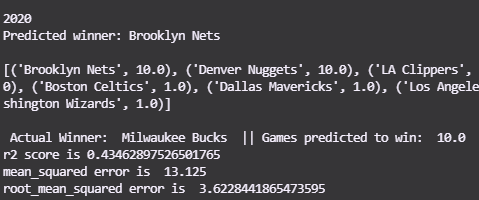 2020
Predicted winner: Brooklyn Nets
[('Brooklyn Nets', 10.0), ('Denver Nuggets', 10.0), ('LA Clippers',
0), ('Boston Celtics', 1.0), ('Dallas Mavericks', 1.0), ('Los Angele
shington Wizards', 1.0)]
Actual Winner:  Milwaukee Bucks  || Games predicted to win:  10.0
r2 score is 0.43462897526501765
mean_squared error is  13.125
root_mean_squared error is  3.6228441865473595